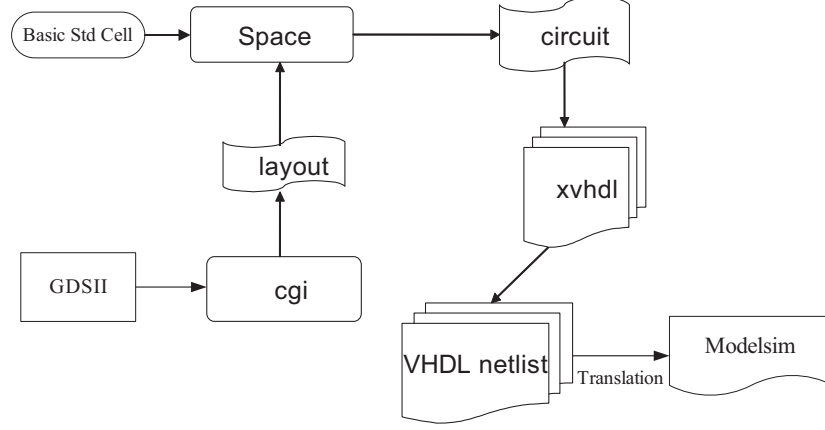 Basic Std Cell
Space
circuit
layout
xvhdl
GDSII
cgi
VHDL netlist
Translation
Modelsim